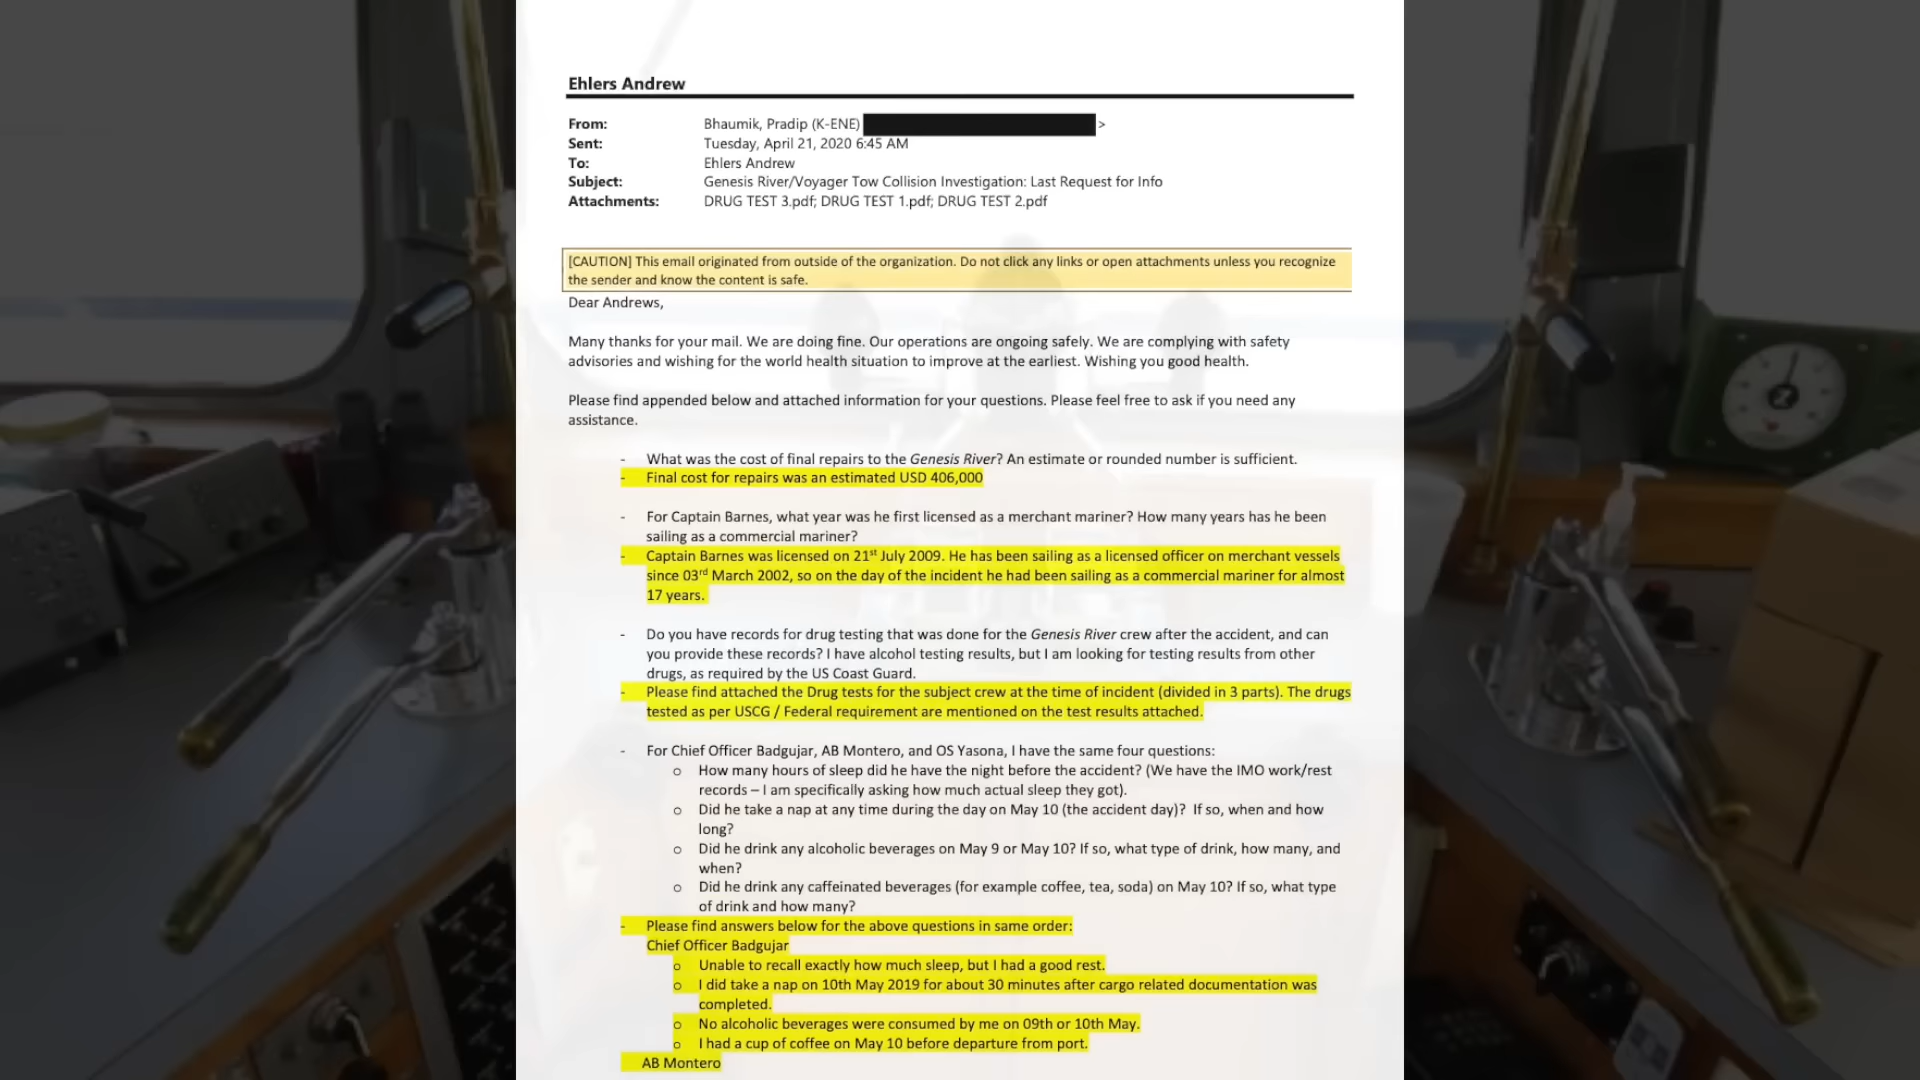 Ehlers Andrew
From: Bhaumik, Pradip (K-ENE) >
Sent: Tuesday, April 21, 2020 6:45 AM
To: Ehlers Andrew
Subject: Genesis River/Voyager Tow Collision Investigation: Last Request for Info
Attachments: DRUG TEST 3.pdf; DRUG TEST 1.pdf; DRUG TEST 2.pdf
[CAUTION] This email originated from outside of the organization. Do not click any links or open attachments unless you recognize
the sender and know the content is safe.
Dear Andrews,
Many thanks for your mail. We are doing fine. Our operations are ongoing safely. We are complying with safety
advisories and wishing for the world health situation to improve at the earliest. Wishing you good health.
Please find appended below and attached information for your questions. Please feel free to ask if you need any
assistance.
- What was the cost of final repairs to the Genesis River? An estimate or rounded number is sufficient.
- Final cost for repairs was an estimated USD 406,000
- For Captain Barnes, what year was he first licensed as a merchant mariner? How many years has he been
sailing as a commercial mariner?
- Captain Barnes was licensed on 21st July 2009. He has been sailing as a licensed officer on merchant vessels
since 03rd March 2002, so on the day of the incident he had been sailing as a commercial mariner for almost
17 years.
- Do you have records for drug testing that was done for the Genesis River crew after the accident, and can
you provide these records? I have alcohol testing results, but I am looking for testing results from other
drugs, as required by the US Coast Guard.
- Please find attached the Drug tests for the subject crew at the time of incident (divided in 3 parts). The drugs
tested as per USCG / Federal requirement are mentioned on the test results attached.
- For Chief Officer Badgujar, AB Montero, and OS Yasona, I have the same four questions:
o How many hours of sleep did he have the night before the accident? (We have the IMO work/rest
records – I am specifically asking how much actual sleep they got).
o Did he take a nap at any time during the day on May 10 (the accident day)? If so, when and how
long?
o Did he drink any alcoholic beverages on May 9 or May 10? If so, what type of drink, how many, and
when?
o Did he drink any caffeinated beverages (for example coffee, tea, soda) on May 10? If so, what type
of drink and how many?
- Please find answers below for the above questions in same order:
Chief Officer Badgujar
o Unable to recall exactly how much sleep, but I had a good rest.
o I did take a nap on 10th May 2019 for about 30 minutes after cargo related documentation was
completed.
o No alcoholic beverages were consumed by me on 09th or 10th May.
o I had a cup of coffee on May 10 before departure from port.
AB Montero